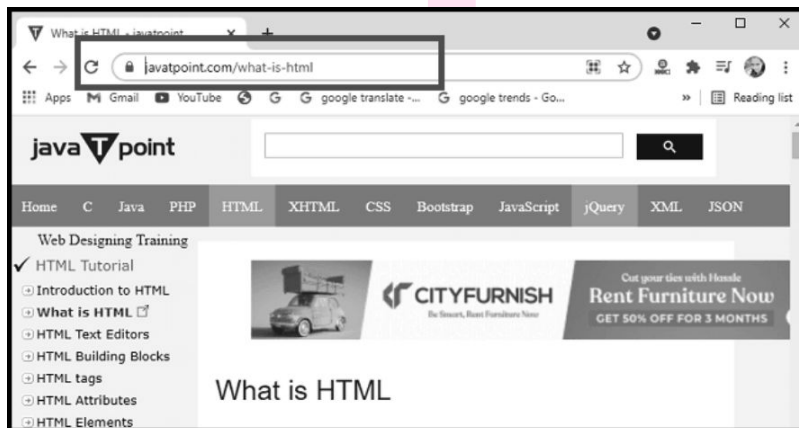 What is HTML - javatpoint
javatpoint.com/what-is-html
Apps Gmail YouTube G G google translate -... G google trends - Go... » Reading list
java T point
Home C Java PHP HTML XHTML CSS Bootstrap JavaScript jQuery XML JSON
Web Designing Training
HTML Tutorial
Introduction to HTML
What is HTML
HTML Text Editors
HTML Building Blocks
HTML tags
HTML Attributes
HTML Elements
CITYFURNISH
Be Smart, Rent Furniture Now
Cut your ties with Hassle
Rent Furniture Now
GET 50% OFF FOR 3 MONTHS
What is HTML